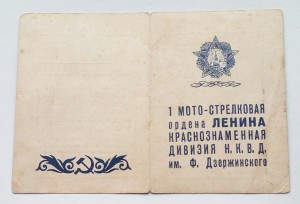 1 МОТО-СТРЕЛКОВАЯ
ордена ЛЕНИНА
КРАСНОЗНАМЕННАЯ
ДИВИЗИЯ Н.К.В.Д.
им. Ф. Дзержинского